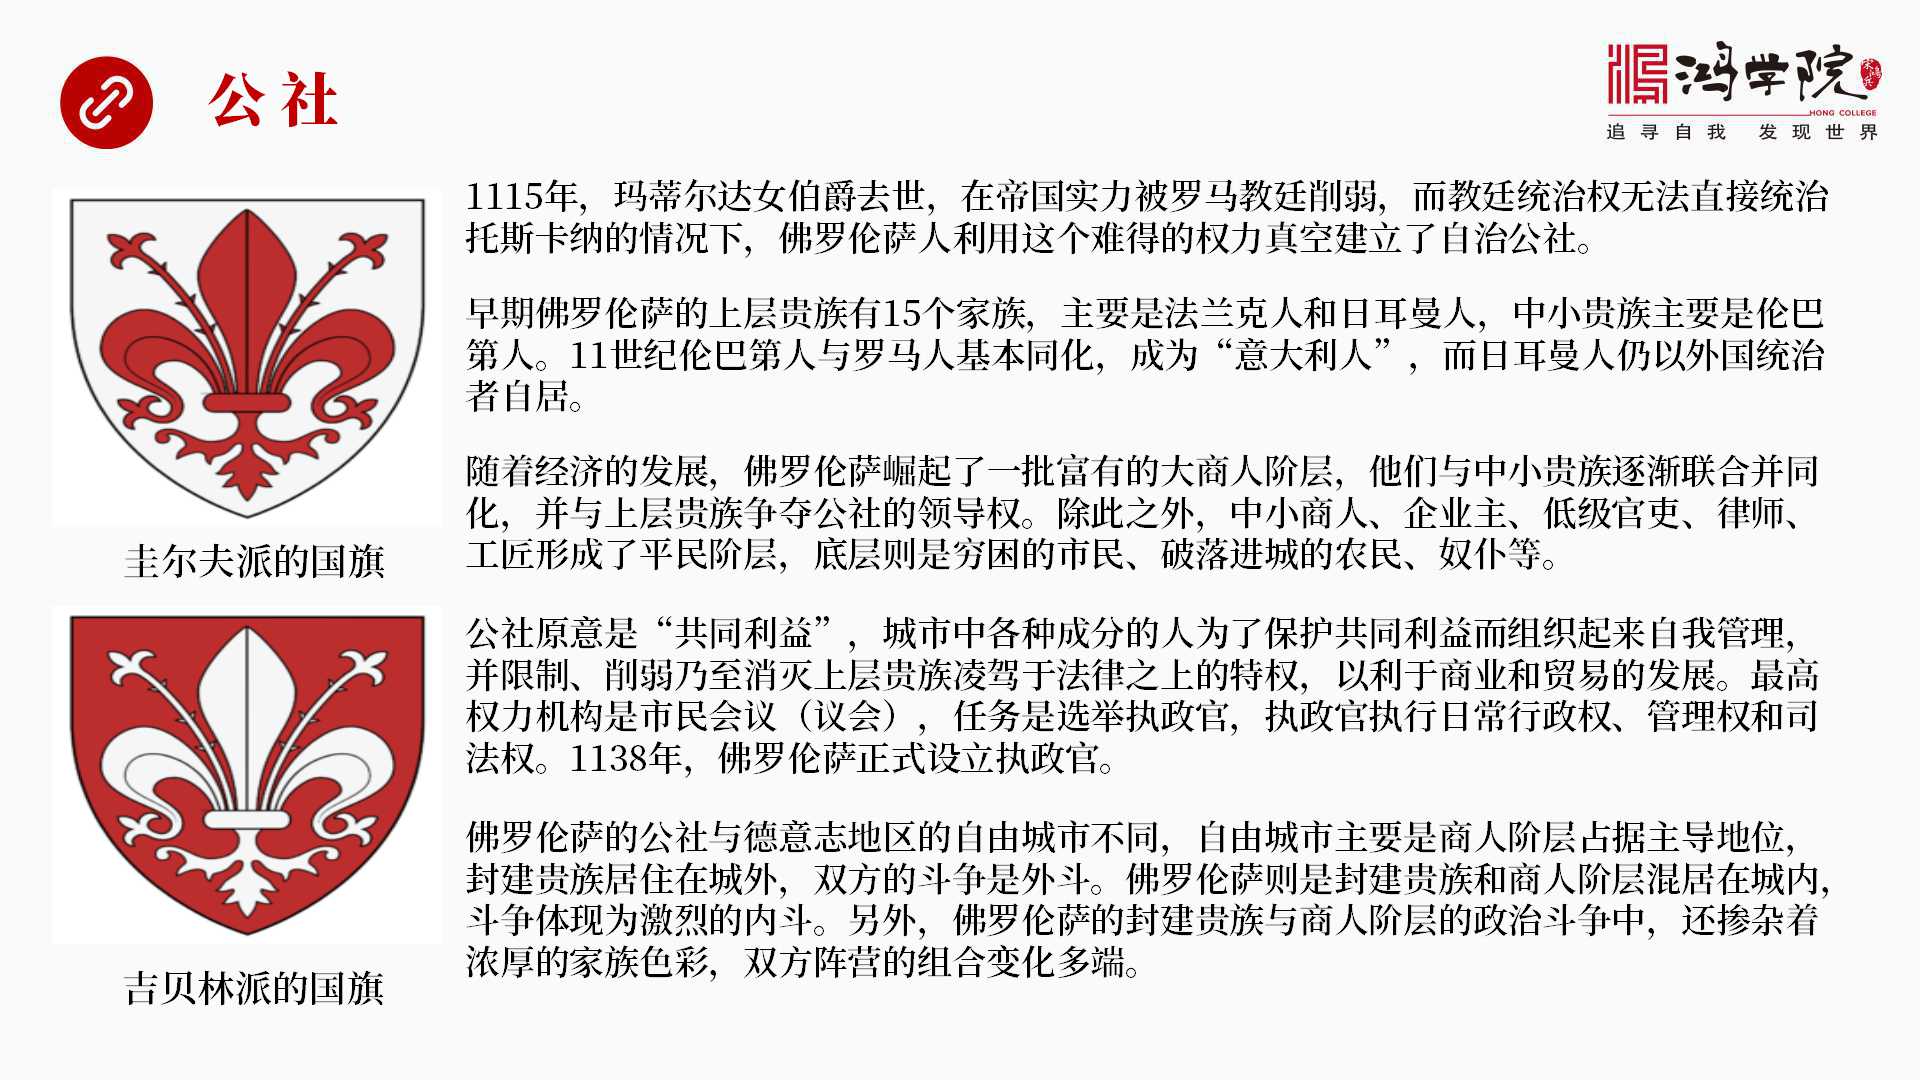 公社
鸿学院
宋鸿兵
HONG COLLEGE
追寻自我 发现世界
1115年，玛蒂尔达女伯爵去世，在帝国实力被罗马教廷削弱，而教廷统治权无法直接统治
托斯卡纳的情况下，佛罗伦萨人利用这个难得的权力真空建立了自治公社。
早期佛罗伦萨的上层贵族有15个家族，主要是法兰克人和日耳曼人，中小贵族主要是伦巴
第人。11世纪伦巴第人与罗马人基本同化，成为“意大利人”，而日耳曼人仍以外国统治
者自居。
随着经济的发展，佛罗伦萨崛起了一批富有的大商人阶层，他们与中小贵族逐渐联合并同
化，并与上层贵族争夺公社的领导权。除此之外，中小商人、企业主、低级官吏、律师、
工匠形成了平民阶层，底层则是穷困的市民、破落进城的农民、奴仆等。
公社原意是“共同利益”，城市中各种成分的人为了保护共同利益而组织起来自我管理，
并限制、削弱乃至消灭上层贵族凌驾于法律之上的特权，以利于商业和贸易的发展。最高
权力机构是市民会议（议会），任务是选举执政官，执政官执行日常行政权、管理权和司
法权。1138年，佛罗伦萨正式设立执政官。
佛罗伦萨的公社与德意志地区的自由城市不同，自由城市主要是商人阶层占据主导地位，
封建贵族居住在城外，双方的斗争是外斗。佛罗伦萨则是封建贵族和商人阶层混居在城内，
斗争体现为激烈的内斗。另外，佛罗伦萨的封建贵族与商人阶层的政治斗争中，还掺杂着
浓厚的家族色彩，双方阵营的组合变化多端。
圭尔夫派的国旗
吉贝林派的国旗